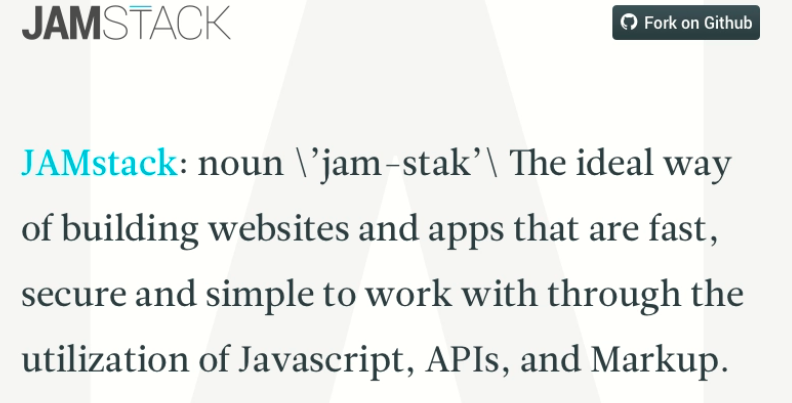 JAMSTACK
Fork on Github
JAMstack: noun \’jam-stak’\ The ideal way
of building websites and apps that are fast,
secure and simple to work with through the
utilization of Javascript, APIs, and Markup.